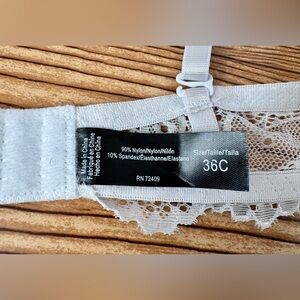 Made in China
Fabriqué en Chine
Hecho en China
90% Nylon/Nylon/Nilón
10% Spandex/Élasthanne/Elastano
RN 72409
Size/Taille/Talla
36C